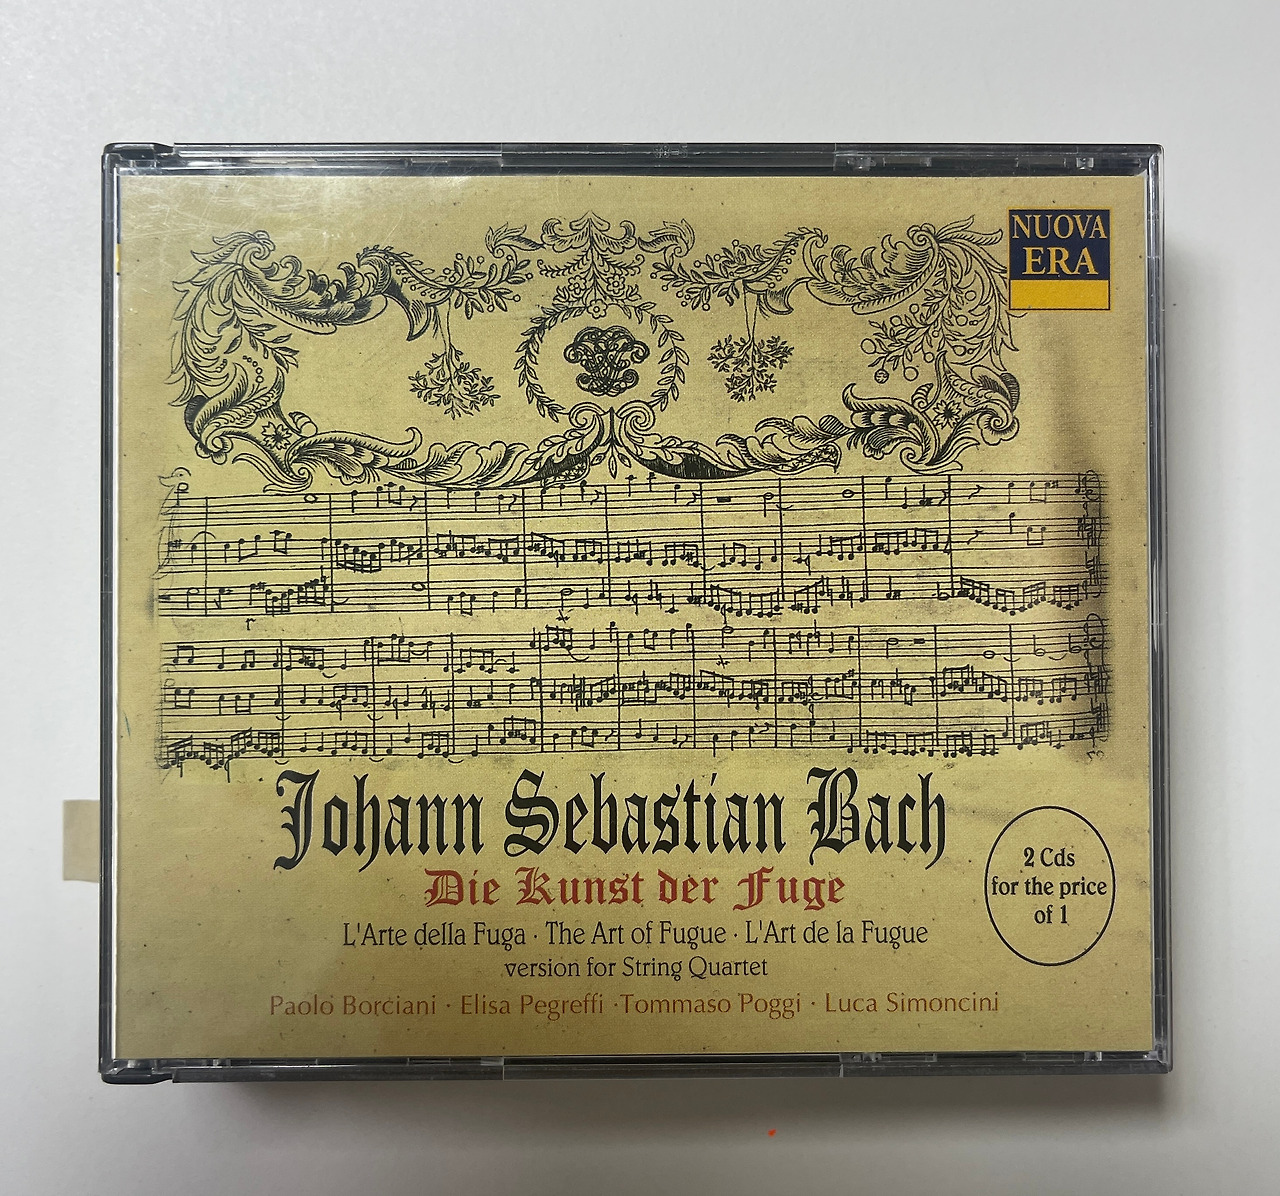 NUOVA
ERA
Johann Sebastian Bach
Die Kunst der Fuge
L'Arte della Fuga · The Art of Fugue · L'Art de la Fugue
version for String Quartet
Paolo Borciani · Elisa Pegreffi · Tommaso Poggi · Luca Simoncini
2 Cds
for the price
of 1